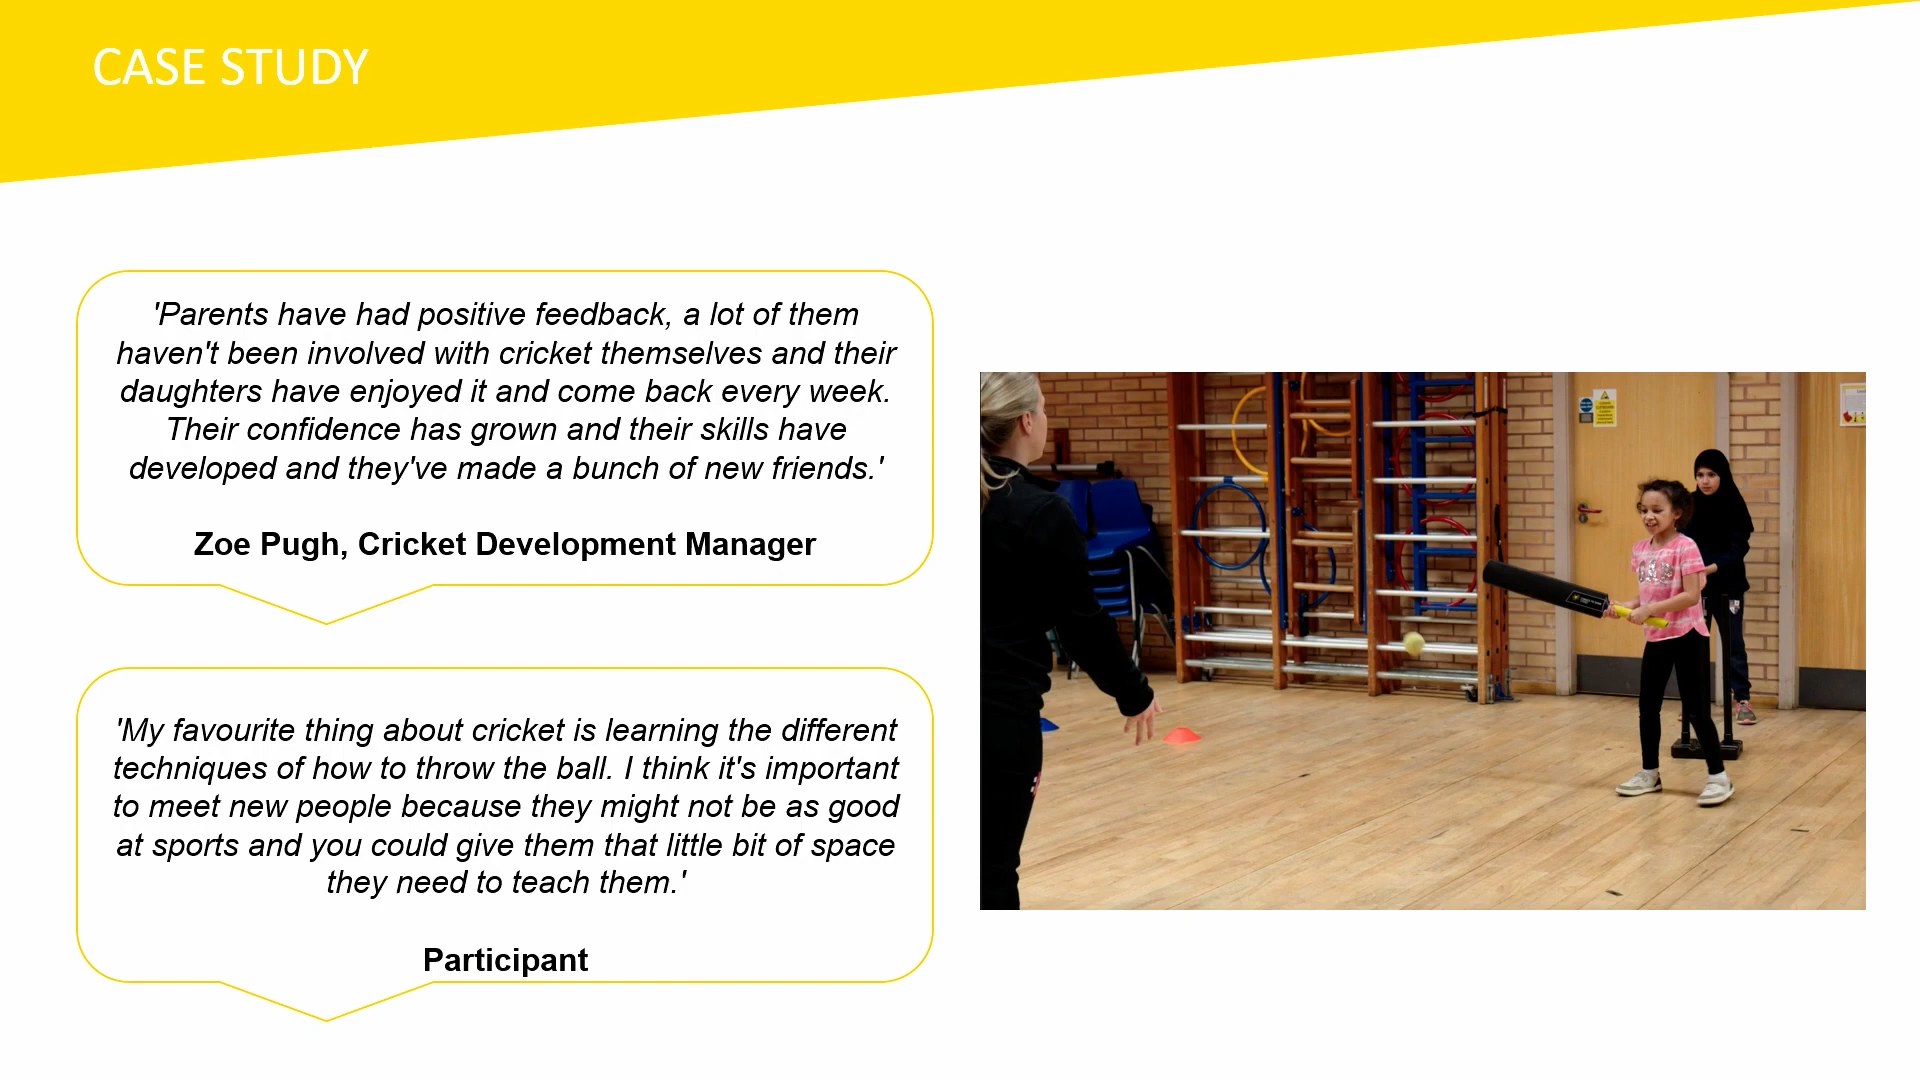 CASE STUDY
'Parents have had positive feedback, a lot of them
haven't been involved with cricket themselves and their
daughters have enjoyed it and come back every week.
Their confidence has grown and their skills have
developed and they've made a bunch of new friends.'
Zoe Pugh, Cricket Development Manager
'My favourite thing about cricket is learning the different
techniques of how to throw the ball. I think it's important
to meet new people because they might not be as good
at sports and you could give them that little bit of space
they need to teach them.'
Participant